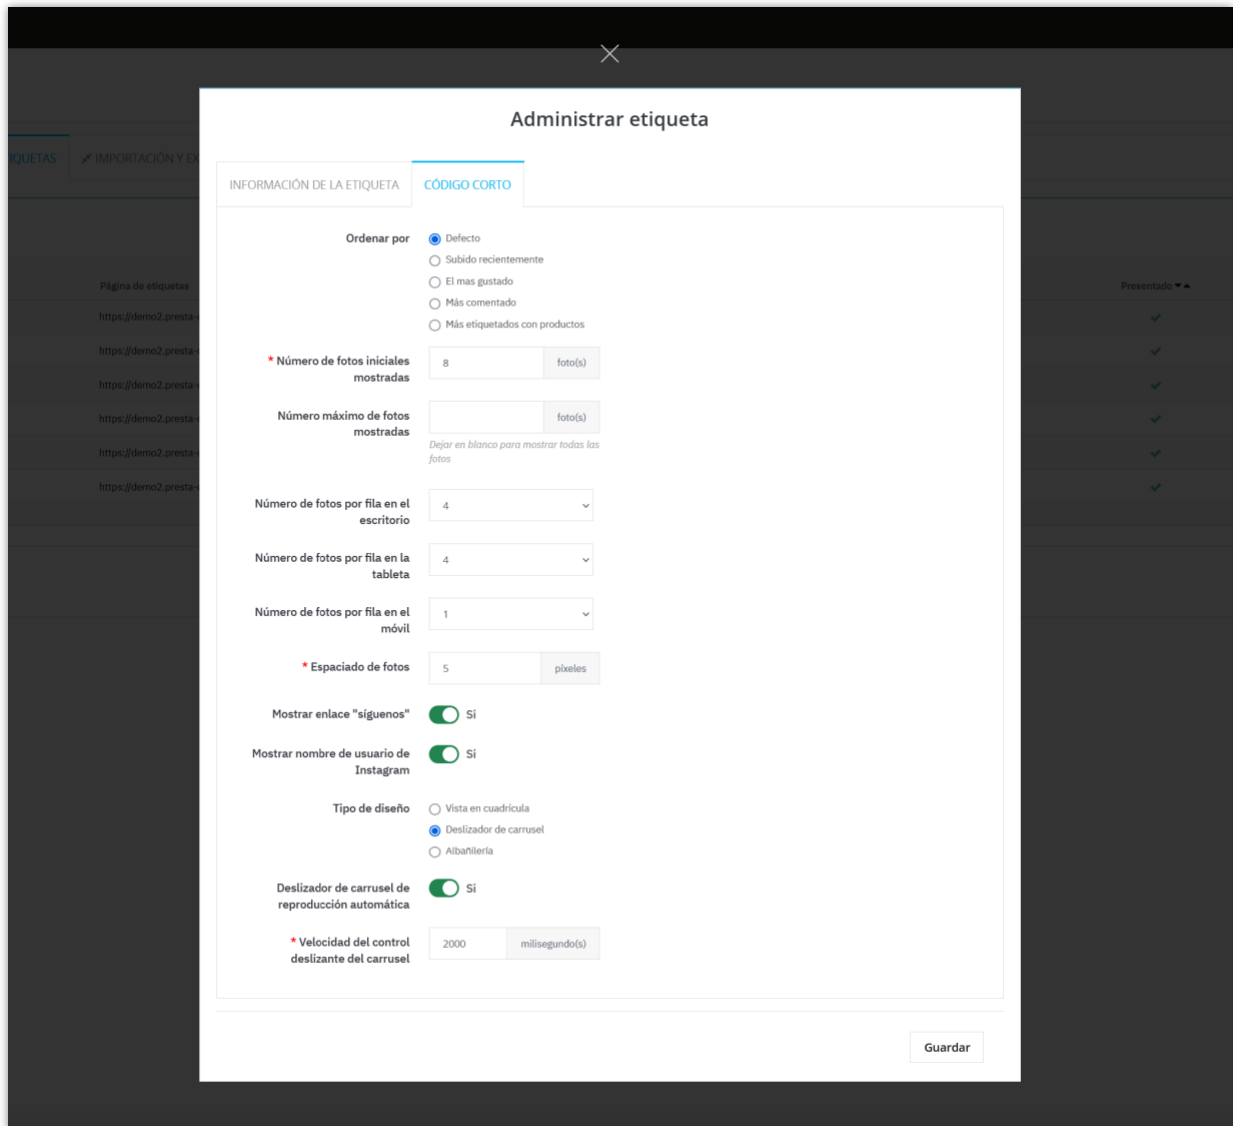 Administrar etiqueta
IQUETAS
IMPORTACIÓN Y EX
INFORMACIÓN DE LA ETIQUETA
CÓDIGO CORTO
Ordenar por
Defecto
Subido recientemente
El mas gustado
Más comentado
Más etiquetados con productos
Página de etiquetas
Presentado
https://demo2.presta-
https://demo2.presta-
https://demo2.presta-
https://demo2.presta-
https://demo2.presta-
https://demo2.presta-
* Número de fotos iniciales
mostradas
8
foto(s)
Número máximo de fotos
mostradas
foto(s)
Dejar en blanco para mostrar todas las
fotos
Número de fotos por fila en el
escritorio
4
Número de fotos por fila en la
tableta
4
Número de fotos por fila en el
móvil
1
* Espaciado de fotos
5
píxeles
Mostrar enlace "síguenos"
Sí
Mostrar nombre de usuario de
Instagram
Sí
Tipo de diseño
Vista en cuadrícula
Deslizador de carrusel
Albañilería
Deslizador de carrusel de
reproducción automática
Sí
* Velocidad del control
deslizante del carrusel
2000
milisegundo(s)
Guardar